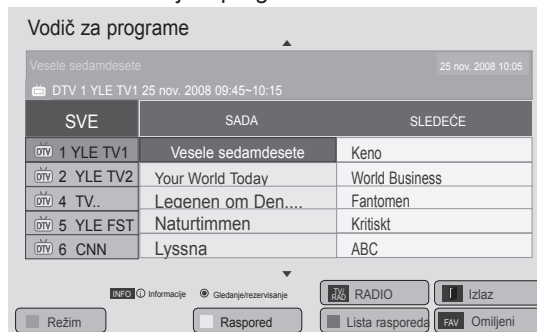 Vodič za programe
Vesele sedamdesete 25 nov. 2008 10:05
DTV 1 YLE TV1 25 nov. 2008 09:45~10:15
SVE SADA SLEDEĆE
DTV 1 YLE TV1 Vesele sedamdesete Keno
DTV 2 YLE TV2 Your World Today World Business
DTV 4 TV.. Legenen om Den.... Fantomen
DTV 5 YLE FST Naturtimmen Kritiskt
DTV 6 CNN Lyssna ABC
INFO i Informacije Gledanje/rezervisanje TV/RAD RADIO Izlaz
Režim Raspored Lista rasporeda FAV Omiljeni